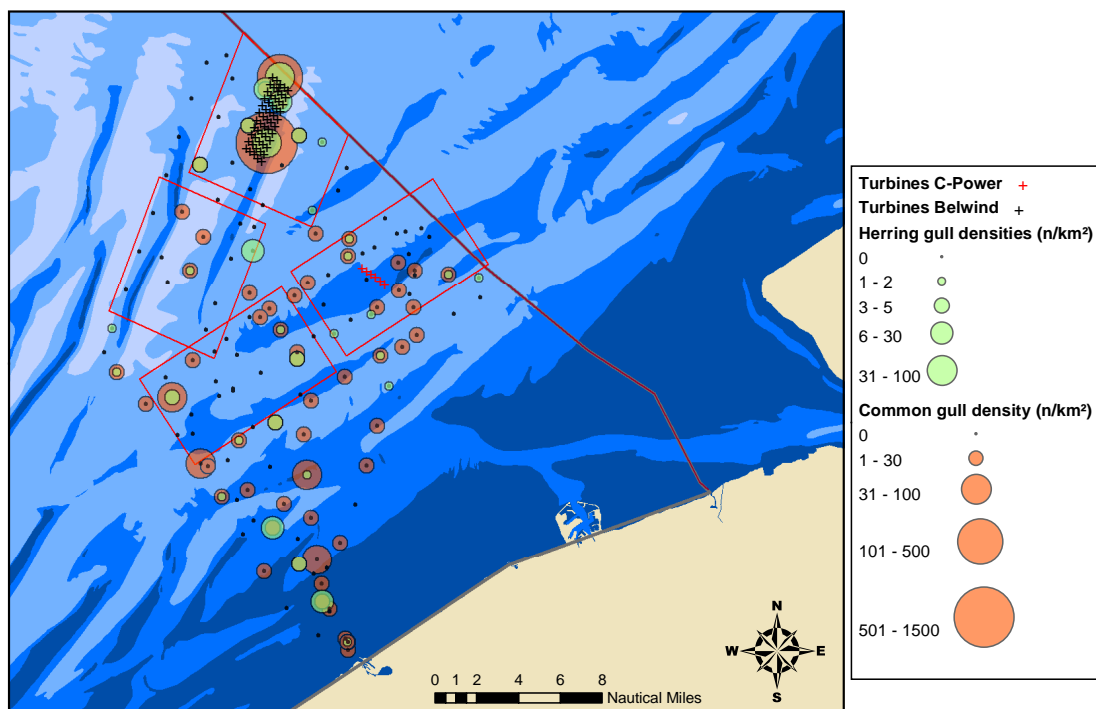 N
W E
S
0 1 2 4 6 8
Nautical Miles
Turbines C-Power +
Turbines Belwind +
Herring gull densities (n/km²)
0
1 - 2
3 - 5
6 - 30
31 - 100
Common gull density (n/km²)
0
1 - 30
31 - 100
101 - 500
501 - 1500